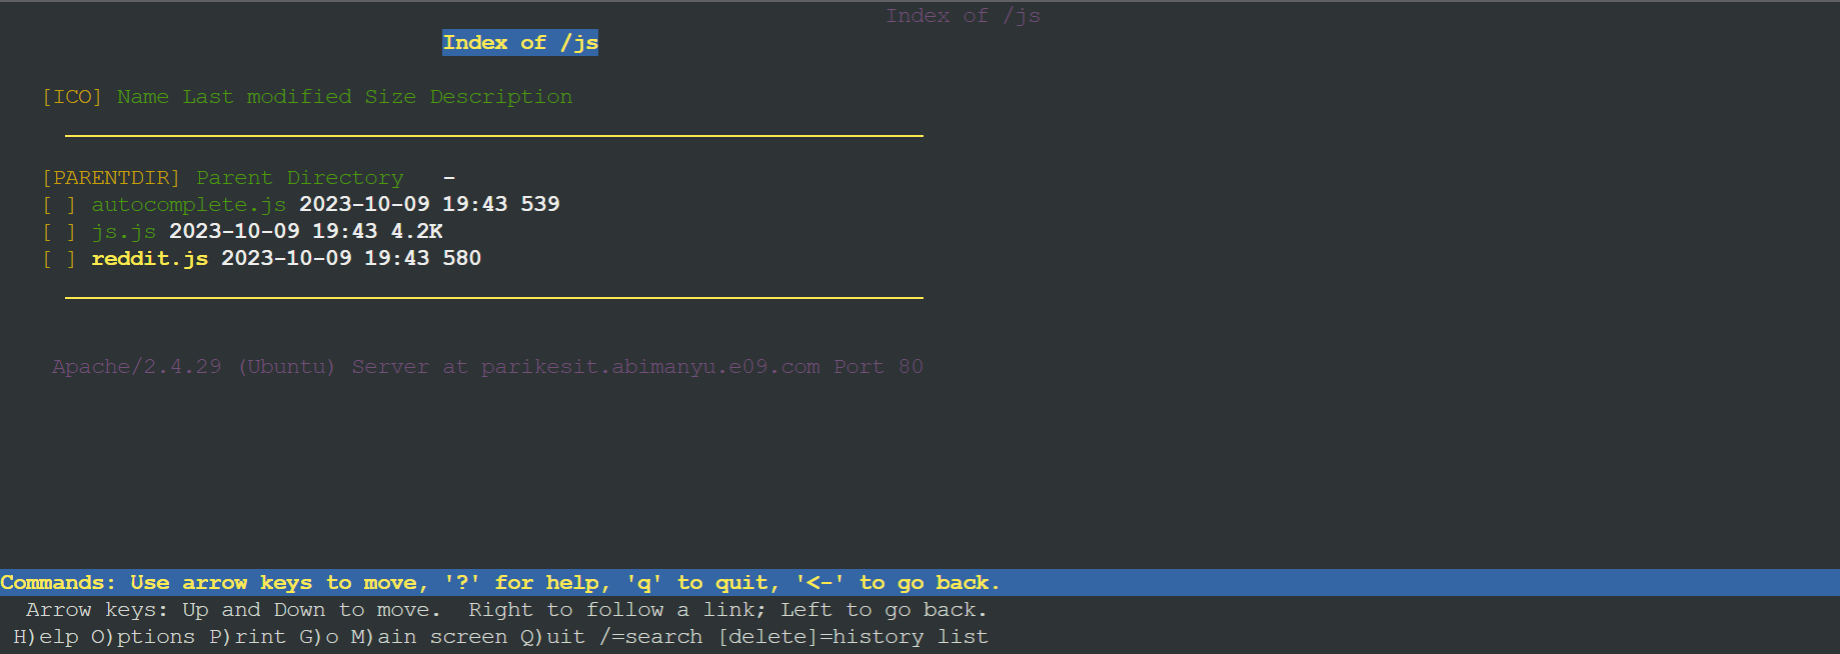 Index of /js
Index of /js
[ICO] Name Last modified Size Description
[PARENTDIR] Parent Directory   -
[ ] autocomplete.js 2023-10-09 19:43 539
[ ] js.js 2023-10-09 19:43 4.2K
[ ] reddit.js 2023-10-09 19:43 580
Apache/2.4.29 (Ubuntu) Server at parikesit.abimanyu.e09.com Port 80
Commands: Use arrow keys to move, '?' for help, 'q' to quit, '<-' to go back.
Arrow keys: Up and Down to move.  Right to follow a link; Left to go back.
H)elp O)ptions P)rint G)o M)ain screen Q)uit /=search [delete]=history list